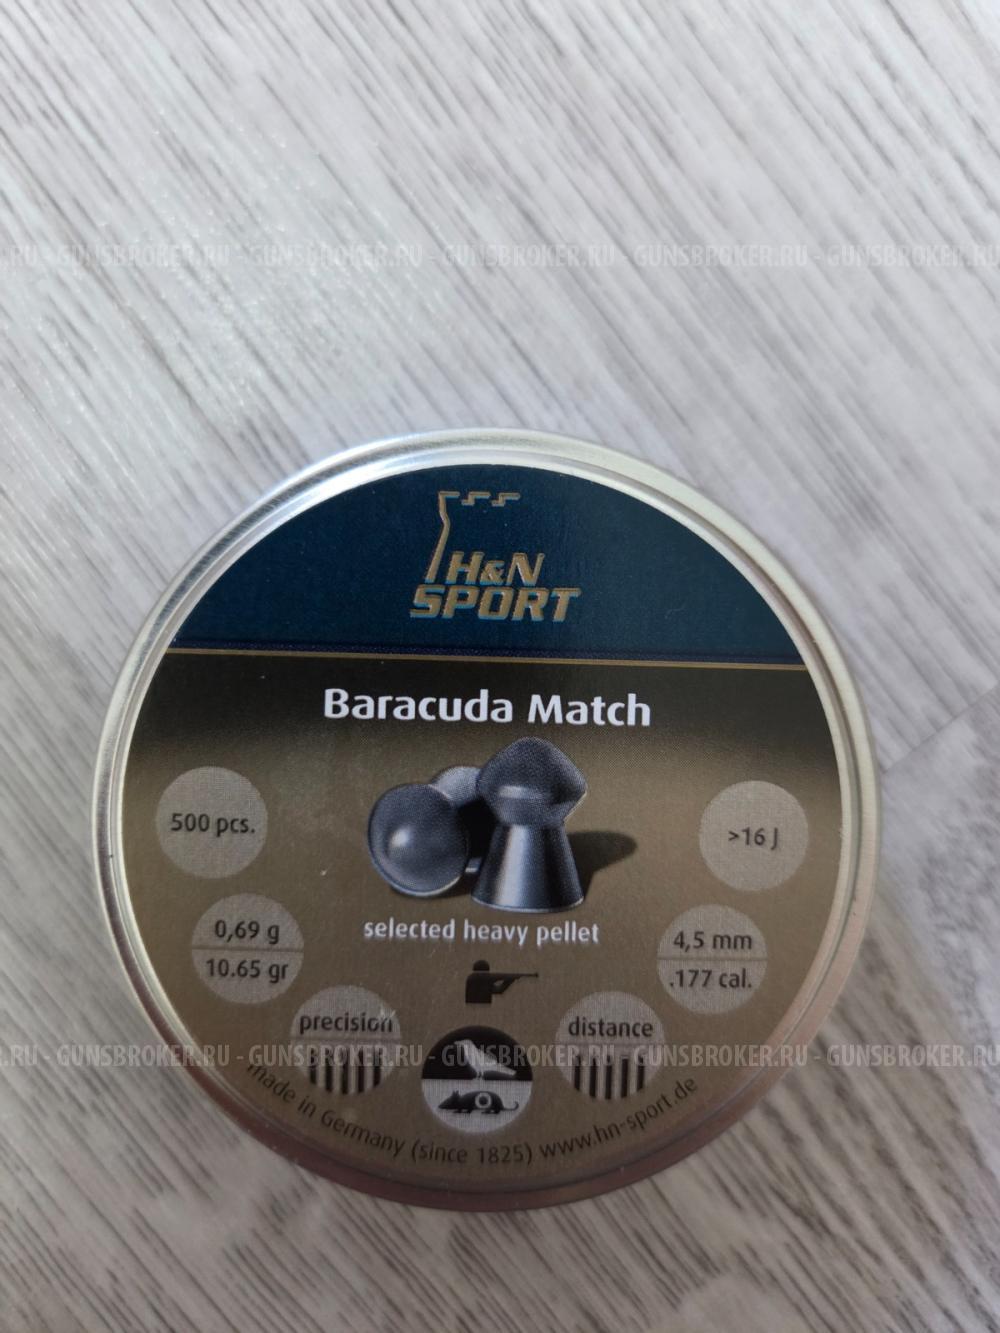 .RU - GUNSBROKER.RU - GUNSBROKER.RU - GUNSBROKER.RU - GUNSBROKER.RU - GUNSBROKER.RU
H&N
SPORT
Baracuda Match
500 pcs.
>16 J
selected heavy pellet
0,69 g
10.65 gr
4,5 mm
.177 cal.
precision
distance
.RU - GUNSBROKER.RU - GUNSBROKER.RU - GUNSBROKER.RU - GUNSBROKER.RU - GUNSBROKER.RU
made in Germany (since 1825) www.hn-sport.de